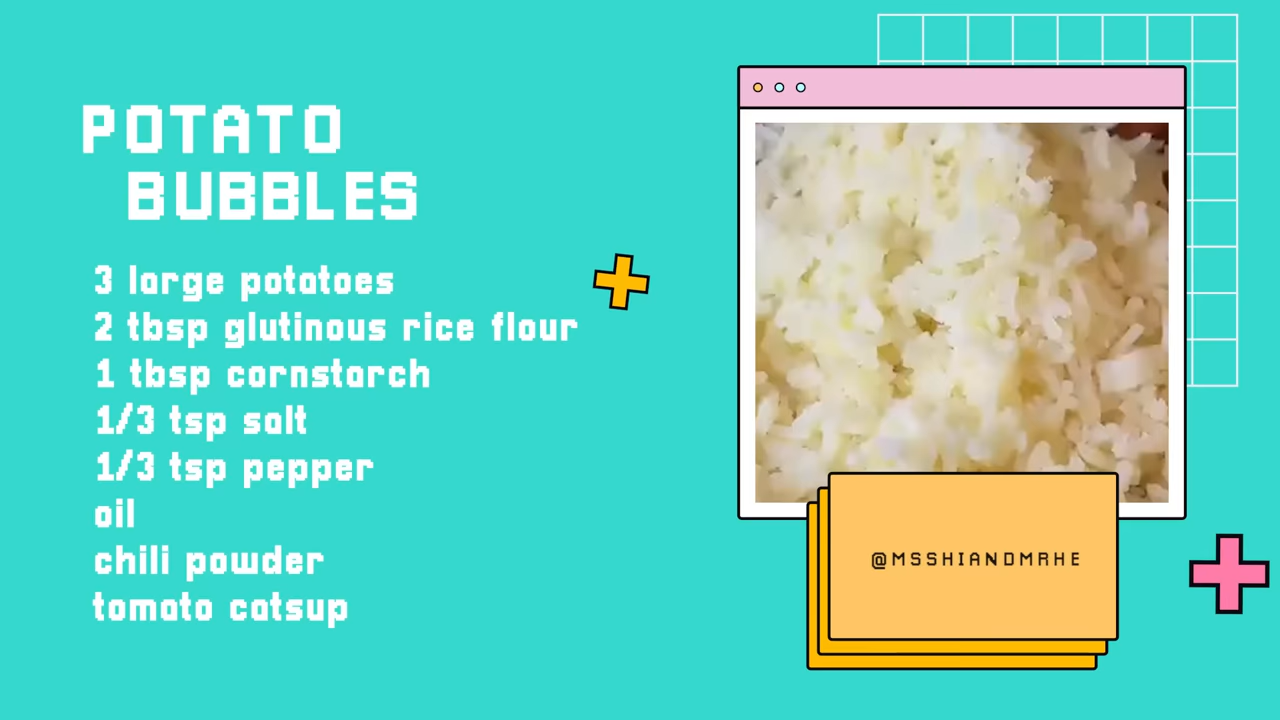 POTATO
BUBBLES
3 large potatoes
2 tbsp glutinous rice flour
1 tbsp cornstarch
1/3 tsp salt
1/3 tsp pepper
oil
chili powder
tomato catsup
@MSSHIANDMRHE